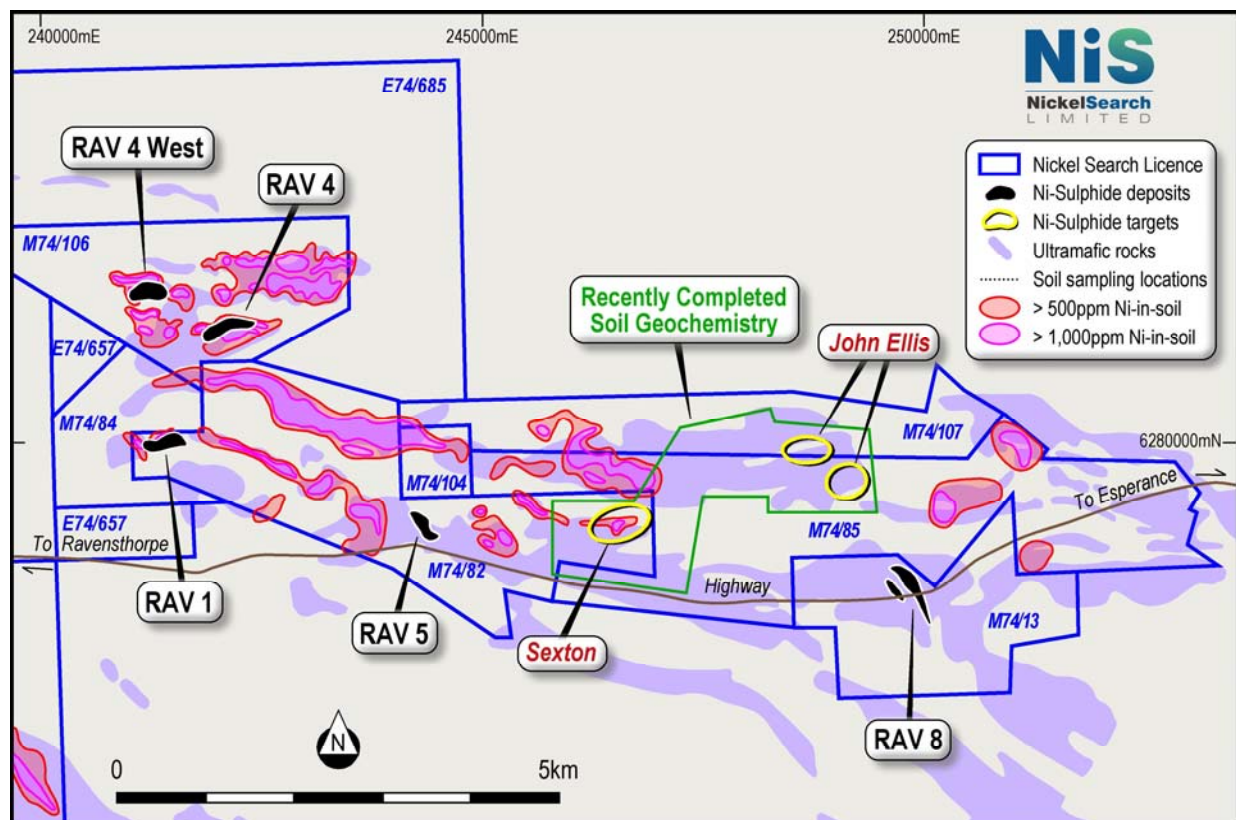 240000mE
245000mE
250000mE
NiS
NickelSearch
LIMITED
E74/685
RAV 4 West
RAV 4
Nickel Search Licence
Ni-Sulphide deposits
Ni-Sulphide targets
Ultramafic rocks
Soil sampling locations
> 500ppm Ni-in-soil
> 1,000ppm Ni-in-soil
M74/106
Recently Completed
Soil Geochemistry
John Ellis
E74/657
M74/84
M74/107
6280000mN
M74/104
To Esperance
E74/657
To Ravensthorpe
M74/85
M74/82
Highway
RAV 1
RAV 5
Sexton
M74/13
RAV 8
N
0
5km